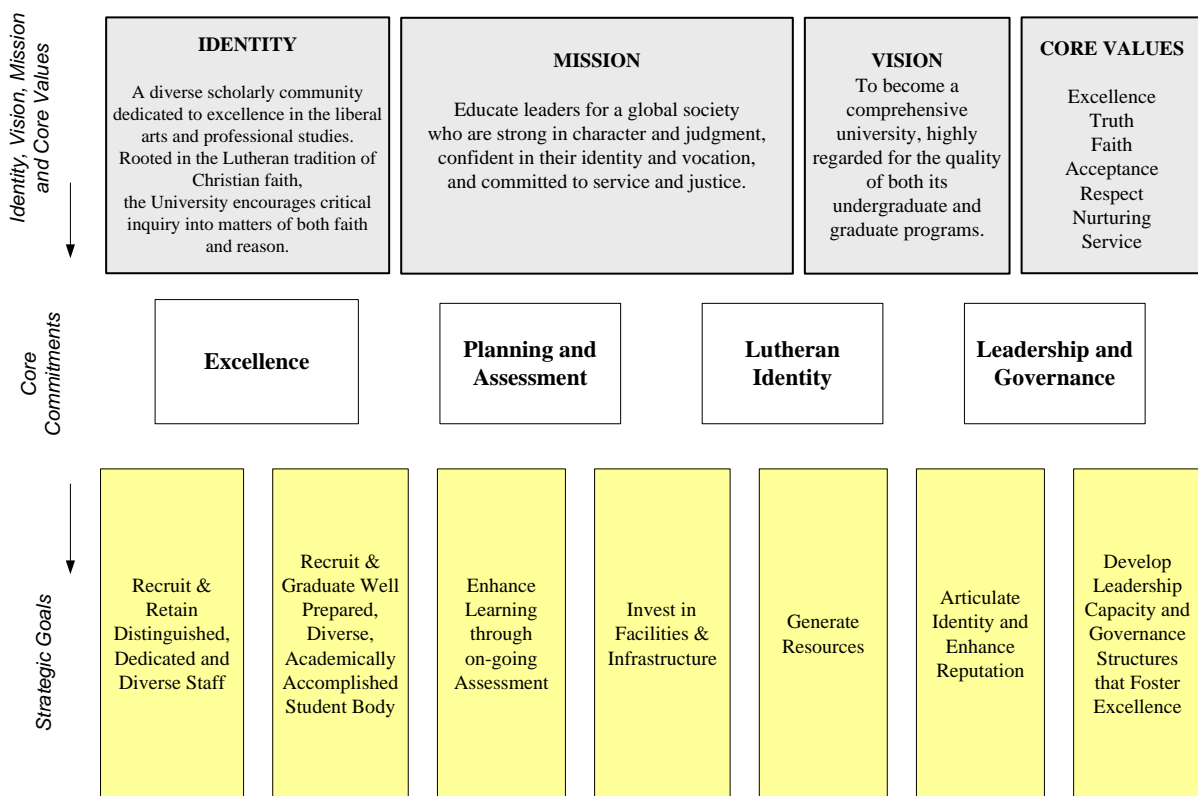 Identity, Vision, Mission
and Core Values
IDENTITY
A diverse scholarly community
dedicated to excellence in the liberal
arts and professional studies.
Rooted in the Lutheran tradition of
Christian faith,
the University encourages critical
inquiry into matters of both faith
and reason.
MISSION
Educate leaders for a global society
who are strong in character and judgment,
confident in their identity and vocation,
and committed to service and justice.
VISION
To become a
comprehensive
university, highly
regarded for the quality
of both its
undergraduate and
graduate programs.
CORE VALUES
Excellence
Truth
Faith
Acceptance
Respect
Nurturing
Service
Core
Commitments
Excellence
Planning and
Assessment
Lutheran
Identity
Leadership and
Governance
Strategic Goals
Recruit &
Retain
Distinguished,
Dedicated and
Diverse Staff
Recruit &
Graduate Well
Prepared,
Diverse,
Academically
Accomplished
Student Body
Enhance
Learning
through
on-going
Assessment
Invest in
Facilities &
Infrastructure
Generate
Resources
Articulate
Identity and
Enhance
Reputation
Develop
Leadership
Capacity and
Governance
Structures
that Foster
Excellence